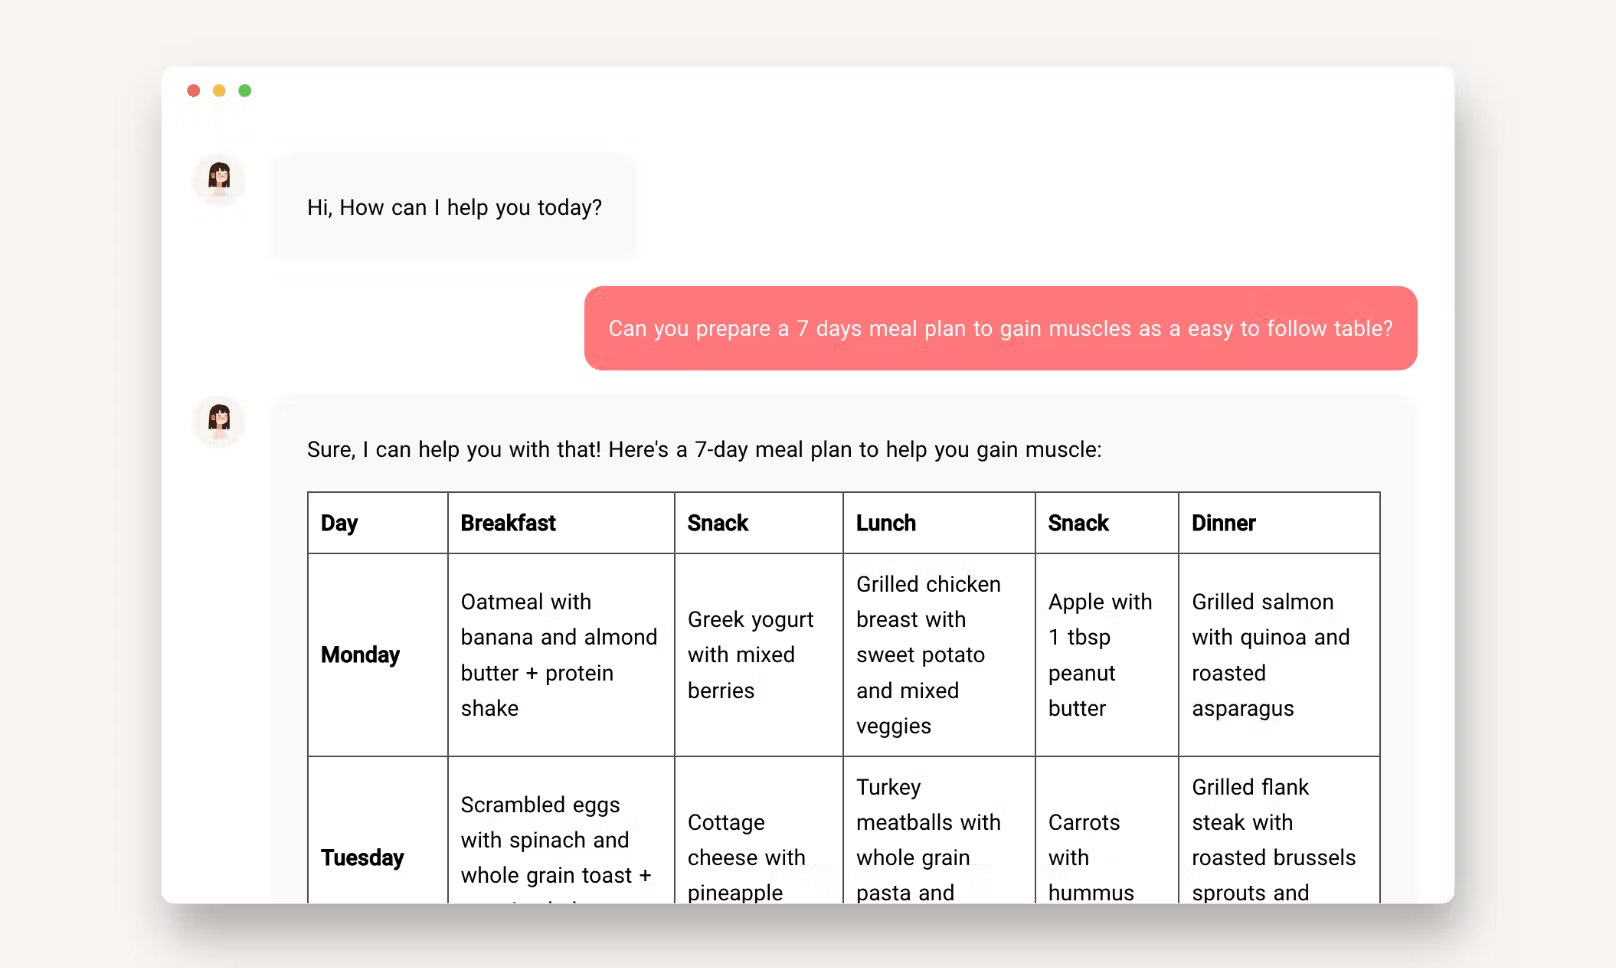 Hi, How can I help you today?
Can you prepare a 7 days meal plan to gain muscles as a easy to follow table?
Sure, I can help you with that! Here's a 7-day meal plan to help you gain muscle:
Day
Breakfast
Snack
Lunch
Snack
Dinner
Monday
Oatmeal with
banana and almond
butter + protein
shake
Greek yogurt
with mixed
berries
Grilled chicken
breast with
sweet potato
and mixed
veggies
Apple with
1 tbsp
peanut
butter
Grilled salmon
with quinoa and
roasted
asparagus
Tuesday
Scrambled eggs
with spinach and
whole grain toast +
Cottage
cheese with
pineapple
Turkey
meatballs with
whole grain
pasta and
Carrots
with
hummus
Grilled flank
steak with
roasted brussels
sprouts and